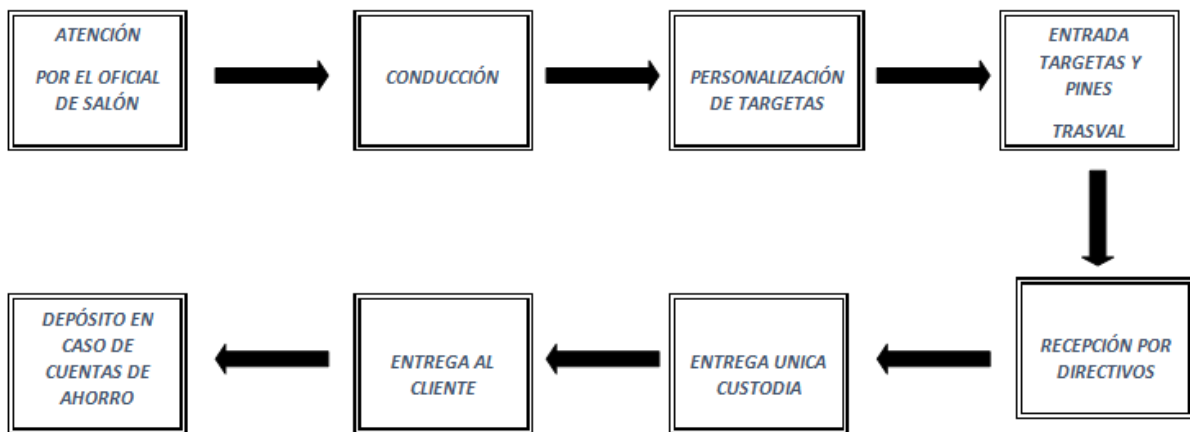 ATENCIÓN
POR EL OFICIAL
DE SALÓN
CONDUCCIÓN
PERSONALIZACIÓN
DE TARGETAS
ENTRADA
TARGETAS Y
PINES
TRASVAL
RECEPCIÓN POR
DIRECTIVOS
ENTREGA UNICA
CUSTODIA
ENTREGA AL
CLIENTE
DEPÓSITO EN
CASO DE
CUENTAS DE
AHORRO